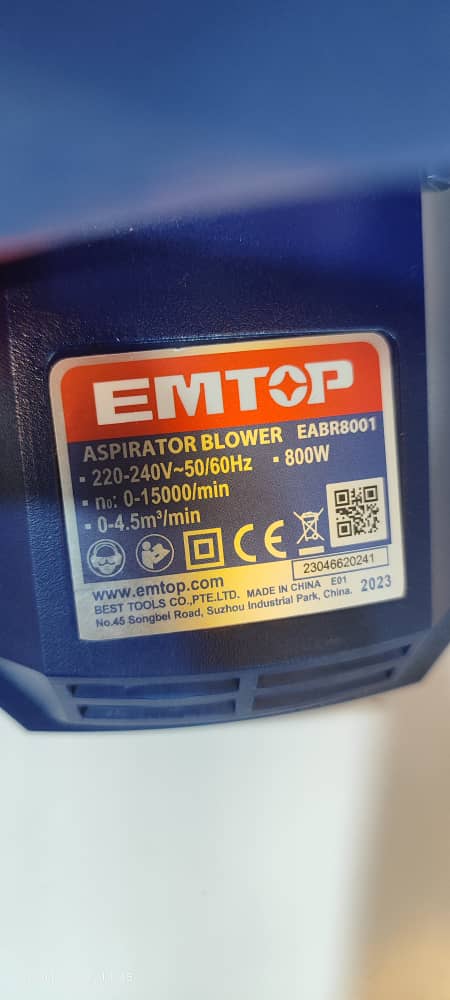 EMTOP
ASPIRATOR BLOWER EABR8001
▪ 220-240V~50/60Hz ▪ 800W
▪ n₀: 0-15000/min
▪ 0-4.5m³/min
CE
23046620241
www.emtop.com
BEST TOOLS CO.,PTE.LTD. MADE IN CHINA E01
No.45 Songbei Road, Suzhou Industrial Park, China. 2023